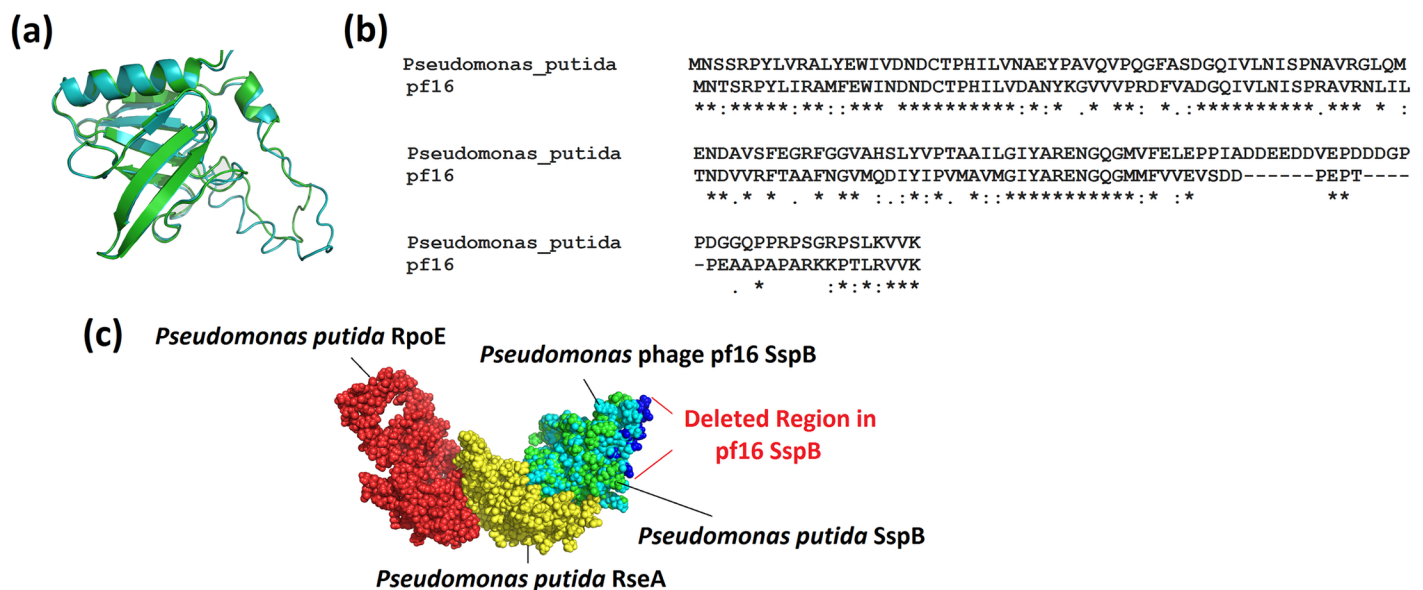 (a)
(b)
Pseudomonas_putida MNSSRPYLVRALYEWIVDNDCTPHILVNAEYPAVQVPQGFASDGQIVLNISPNAVRGLQM
pf16 MNTSRPYLIRAMFEWINDNDCTPHILVDANYKGVVVPRDFVADGQIVLNISPRAVRNLIL
**:*****:**::*** **********:*:* .* **: *.:**********.***.* :
Pseudomonas_putida ENDAVSFEGRFGGVAHSLYVPTAAILGIYARENGQGMVFELEPPIADDEEDDVEPDDDGP
pf16 TNDVVRFTAAFNGVMQDIYIPVMAVMGIYARENGQGMMFVVEVSDD------PEPT----
**.* * . *.** :.:*:*. *::***********:* :* **
Pseudomonas_putida PDGGQPPRPSGRPSLKVVK
pf16 -PEAAPAPARKKPTLRVVK
. * :*:*:***
(c)
Pseudomonas putida RpoE
Pseudomonas phage pf16 SspB
Deleted Region in
pf16 SspB
Pseudomonas putida SspB
Pseudomonas putida RseA